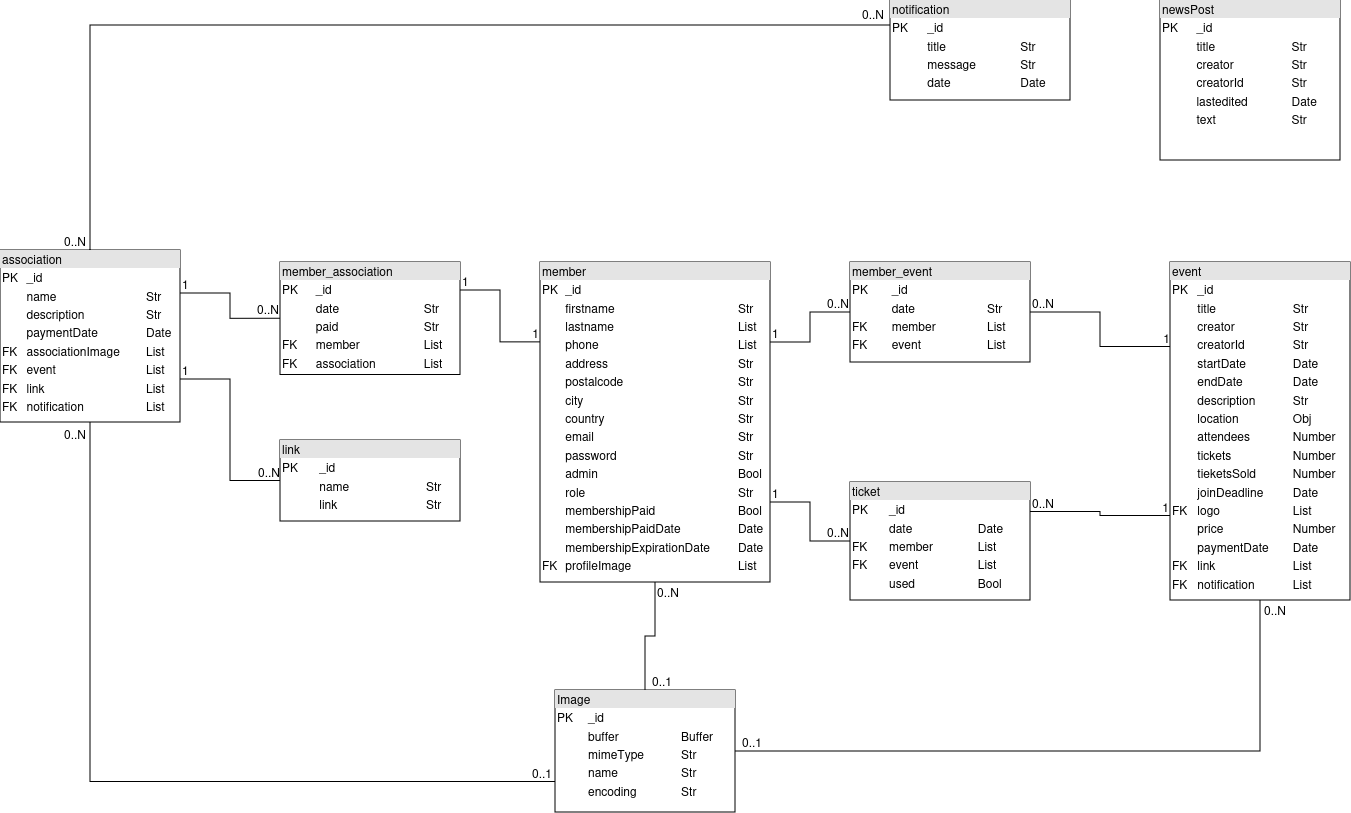 notification
PK _id
title Str
message Str
date Date
newsPost
PK _id
title Str
creator Str
creatorId Str
lastedited Date
text Str
0..N
0..N
association
PK _id
name Str
description Str
paymentDate Date
FK associationImage List
FK event List
FK link List
FK notification List
1
0..N
1
0..N
0..N
member_association
PK _id
date Str
paid Str
FK member List
FK association List
1
1
link
PK _id
name Str
link Str
member
PK _id
firstname Str
lastname List
phone List
address Str
postalcode Str
city Str
country Str
email Str
password Str
admin Bool
role Str
membershipPaid Bool
membershipPaidDate Date
membershipExpirationDate Date
FK profileImage List
1
0..N
1
0..N
0..N
0..1
member_event
PK _id
date Str
FK member List
FK event List
0..N
1
ticket
PK _id
date Date
FK member List
FK event List
used Bool
0..N
1
event
PK _id
title Str
creator Str
creatorId Str
startDate Date
endDate Date
description Str
location Obj
attendees Number
tickets Number
tieketsSold Number
joinDeadline Date
FK logo List
price Number
paymentDate Date
FK link List
FK notification List
0..N
Image
PK _id
buffer Buffer
mimeType Str
name Str
encoding Str
0..1
0..1